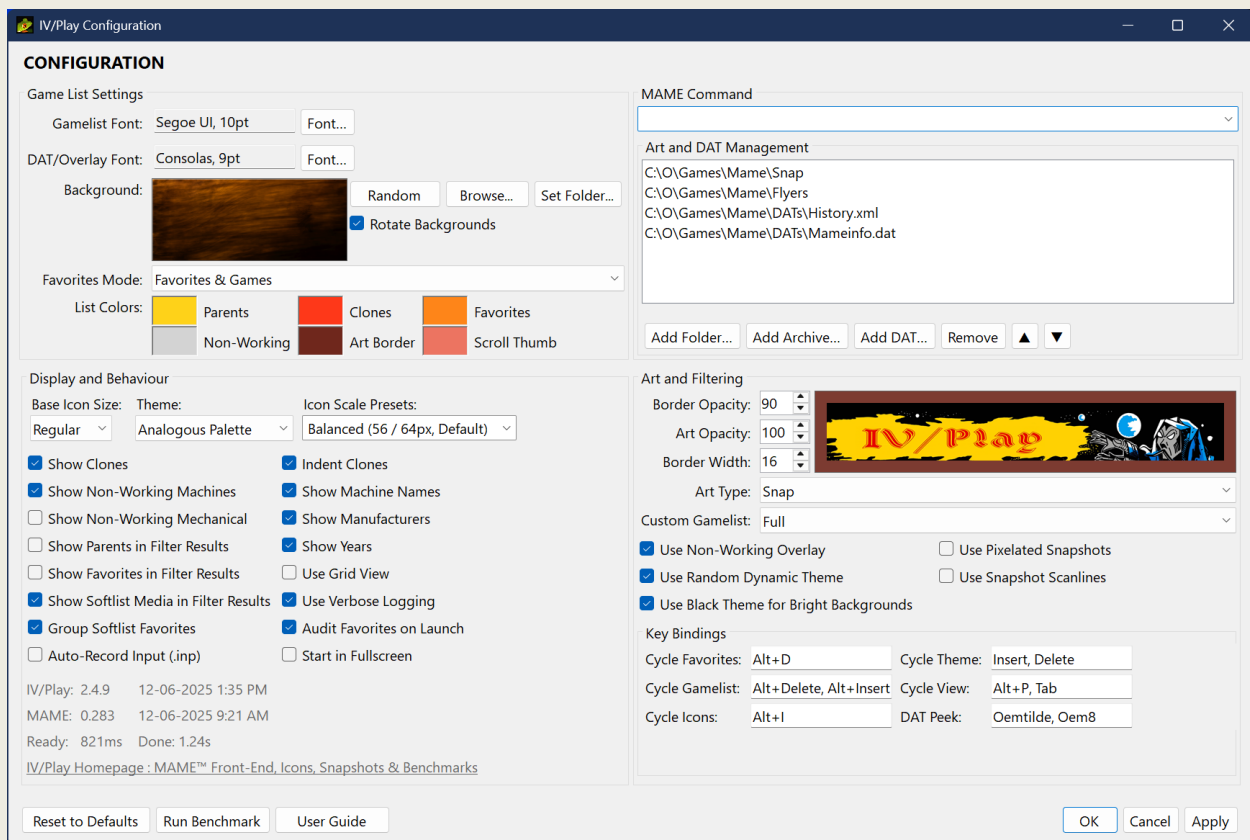 IV/Play Configuration
CONFIGURATION
Game List Settings
Gamelist Font: Segoe UI, 10pt Font...
DAT/Overlay Font: Consolas, 9pt Font...
Background: Random Browse... Set Folder...
Rotate Backgrounds
Favorites Mode: Favorites & Games
List Colors: Parents Clones Favorites
Non-Working Art Border Scroll Thumb
MAME Command
Art and DAT Management
C:\O\Games\Mame\Snap
C:\O\Games\Mame\Flyers
C:\O\Games\Mame\DATs\History.xml
C:\O\Games\Mame\DATs\Mameinfo.dat
Add Folder... Add Archive... Add DAT... Remove ▲ ▼
Display and Behaviour
Base Icon Size: Theme: Icon Scale Presets:
Regular Analogous Palette Balanced (56 / 64px, Default)
Show Clones Indent Clones
Show Non-Working Machines Show Machine Names
Show Non-Working Mechanical Show Manufacturers
Show Parents in Filter Results Show Years
Show Favorites in Filter Results Use Grid View
Show Softlist Media in Filter Results Use Verbose Logging
Group Softlist Favorites Audit Favorites on Launch
Auto-Record Input (.inp) Start in Fullscreen
IV/Play: 2.4.9 12-06-2025 1:35 PM
MAME: 0.283 12-06-2025 9:21 AM
Ready: 821ms Done: 1.24s
IV/Play Homepage : MAME™ Front-End, Icons, Snapshots & Benchmarks
Art and Filtering
Border Opacity: 90
Art Opacity: 100
Border Width: 16
IV/Play
Art Type: Snap
Custom Gamelist: Full
Use Non-Working Overlay Use Pixelated Snapshots
Use Random Dynamic Theme Use Snapshot Scanlines
Use Black Theme for Bright Backgrounds
Key Bindings
Cycle Favorites: Alt+D Cycle Theme: Insert, Delete
Cycle Gamelist: Alt+Delete, Alt+Insert Cycle View: Alt+P, Tab
Cycle Icons: Alt+I DAT Peek: Oemtilde, Oem8
Reset to Defaults Run Benchmark User Guide OK Cancel Apply